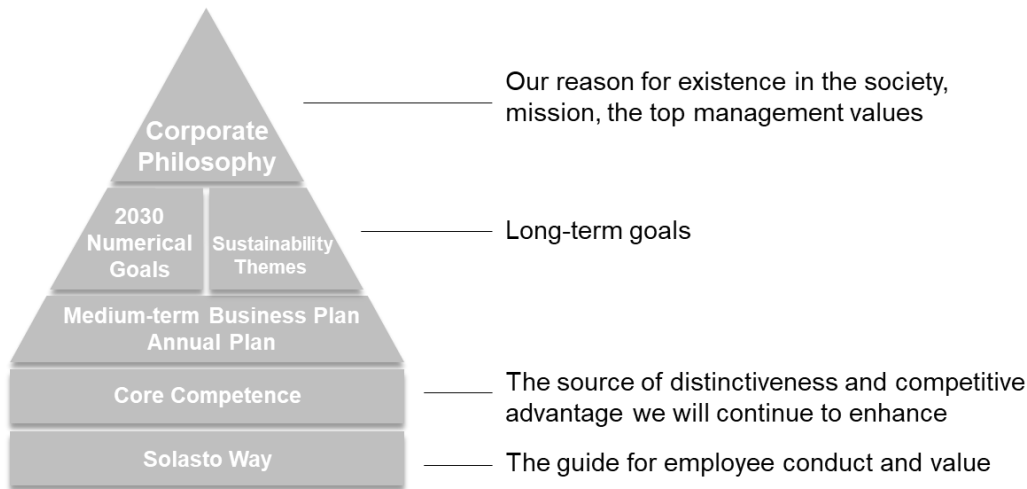 Corporate
Philosophy
Our reason for existence in the society,
mission, the top management values
2030
Numerical
Goals
Sustainability
Themes
Long-term goals
Medium-term Business Plan
Annual Plan
Core Competence
The source of distinctiveness and competitive
advantage we will continue to enhance
Solasto Way
The guide for employee conduct and value